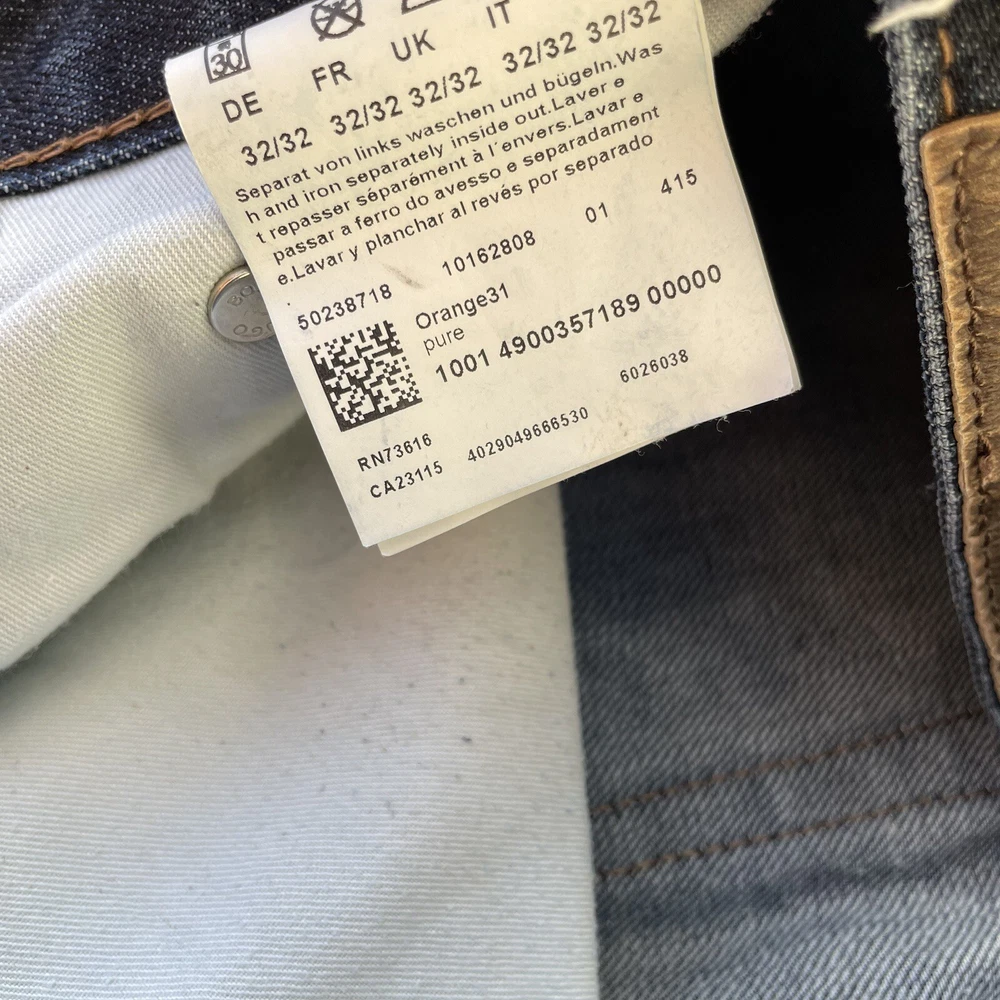 30
DE FR UK IT
32/32 32/32 32/32 32/32 32/32
Separat von links waschen und bügeln.Was
h and iron separately inside out.Laver e
t repasser séparément à l´envers.Lavar e
passar a ferro do avesso e separadament
e.Lavar y planchar al revés por separado
.
50238718 10162808 01 415
Orange31
pure
1001 4900357189 00000
6026038
RN73616
CA23115 4029049666530